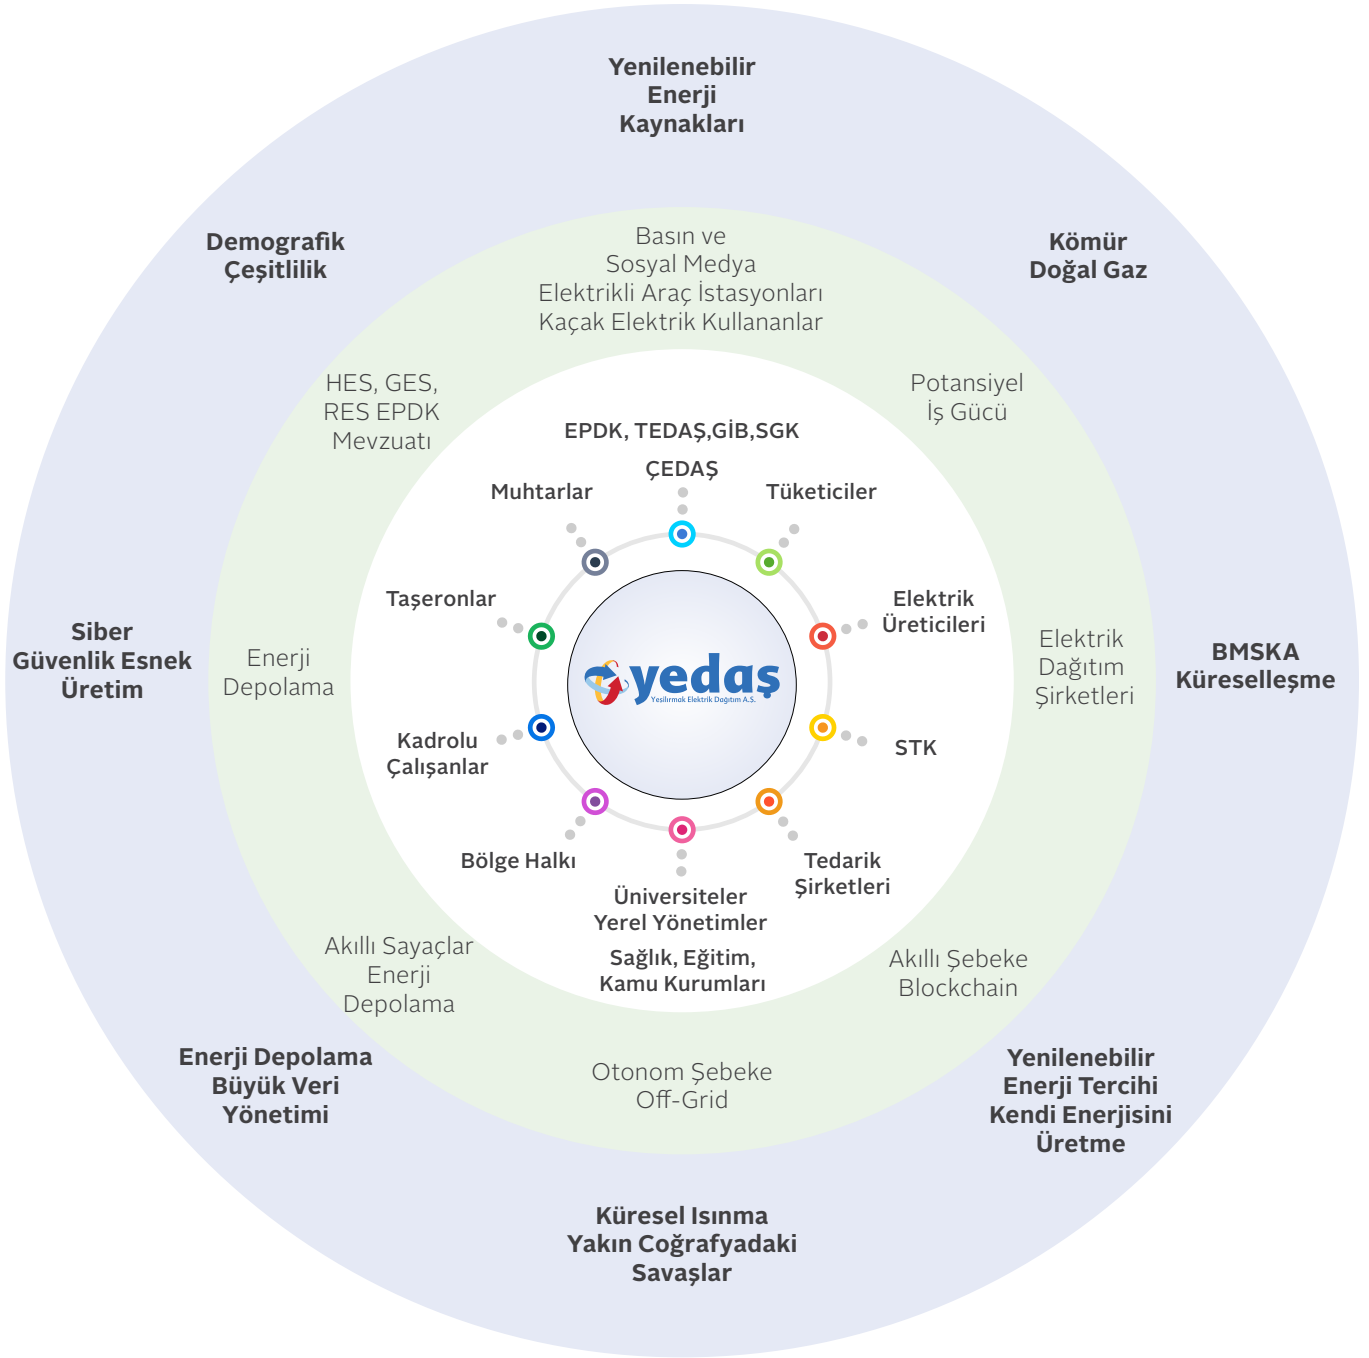 Yenilenebilir
Enerji
Kaynakları
Demografik
Çeşitlilik
Kömür
Doğal Gaz
Basın ve
Sosyal Medya
Elektrikli Araç İstasyonları
Kaçak Elektrik Kullananlar
HES, GES,
RES EPDK
Mevzuatı
Potansiyel
İş Gücü
EPDK, TEDAŞ,GİB,SGK
ÇEDAŞ
Muhtarlar
Tüketiciler
Taşeronlar
Elektrik
Üreticileri
Siber
Güvenlik Esnek
Üretim
Enerji
Depolama
yedaş
Yeşilırmak Elektrik Dağıtım A.Ş.
Elektrik
Dağıtım
Şirketleri
BMSKA
Küreselleşme
Kadrolu
Çalışanlar
STK
Bölge Halkı
Tedarik
Şirketleri
Üniversiteler
Yerel Yönetimler
Sağlık, Eğitim,
Kamu Kurumları
Akıllı Sayaçlar
Enerji
Depolama
Akıllı Şebeke
Blockchain
Enerji Depolama
Büyük Veri
Yönetimi
Otonom Şebeke
Off-Grid
Yenilenebilir
Enerji Tercihi
Kendi Enerjisini
Üretme
Küresel Isınma
Yakın Coğrafyadaki
Savaşlar